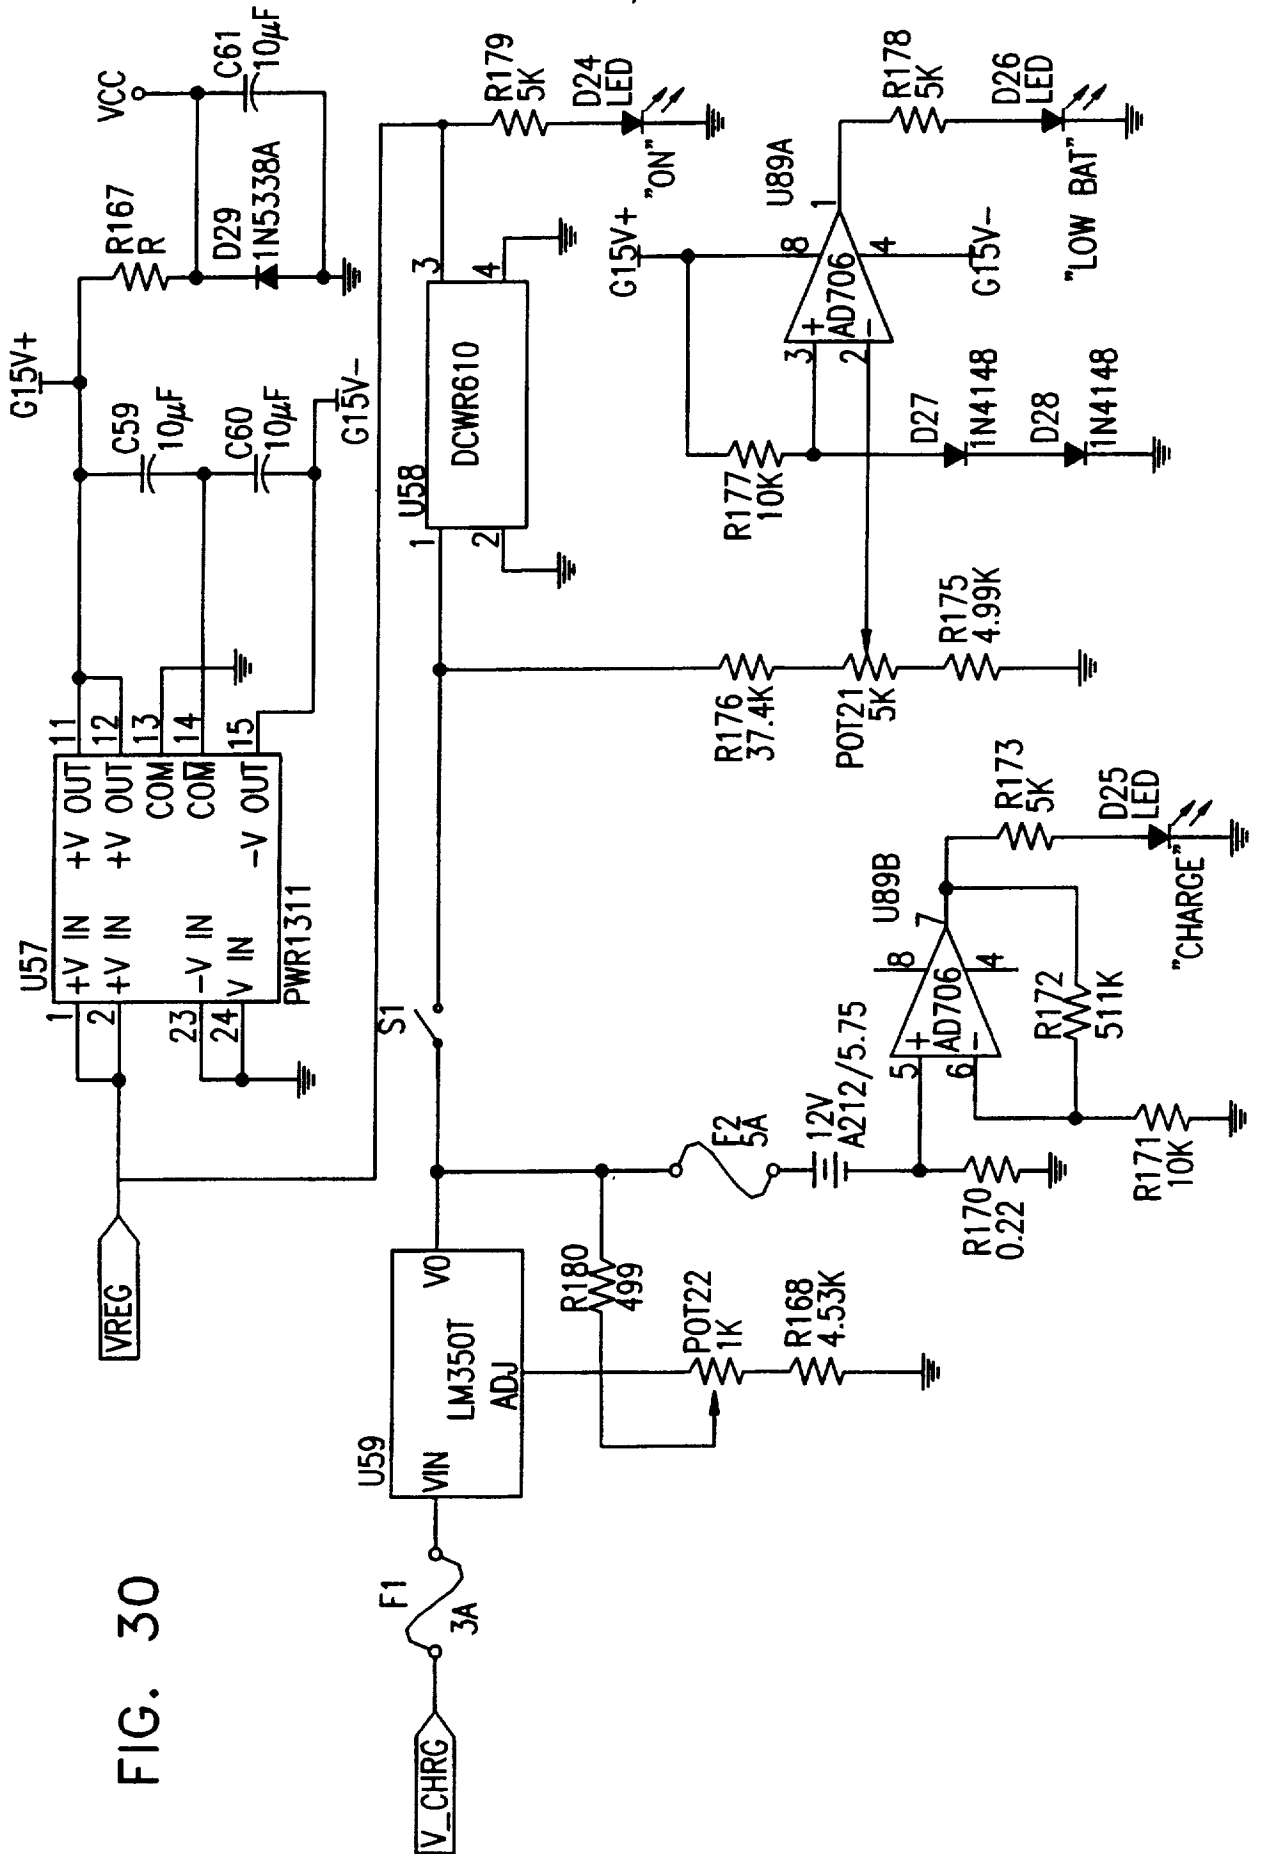 FIG. 30
VREG
U57
1
2
23
24
+V IN
+V IN
-V IN
V IN
+V OUT
+V OUT
COM
COM
-V OUT
11
12
13
14
15
PWR1311
G15V+
C59
10µF
C60
10µF
G15V-
R167
R
D29
1N5338A
VCC
C61
10µF
V_CHRG
F1
3A
U59
VIN
VO
LM350T
ADJ
S1
U58
1
2
3
4
DCWR610
R179
5K
D24
LED
"ON"
R180
499
POT22
1K
R168
4.53K
F2
5A
12V
A212/5.75
R170
0.22
U89B
5
6
7
8
4
+
-
AD706
R171
10K
R172
511K
R173
5K
D25
LED
"CHARGE"
R176
37.4K
POT21
5K
R175
4.99K
G15V+
R177
10K
D27
1N4148
D28
1N4148
U89A
3
2
1
8
4
+
-
AD706
G15V-
R178
5K
D26
LED
"LOW BAT"